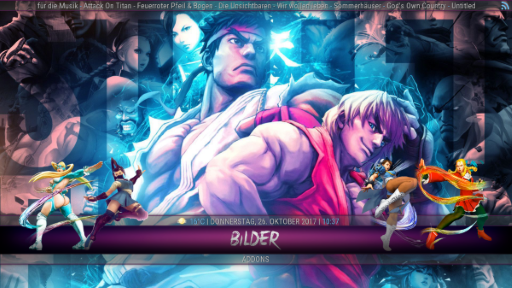 für die Musik - Attack On Titan - Feuerroter Pfeil & Bogen - Die Unsichtbaren - Wir wollen leben - Sommerhäuser - God's Own Country - Untitled
DONNERSTAG, 26. OKTOBER 2017 | 13:37
BILDER
ADDONS